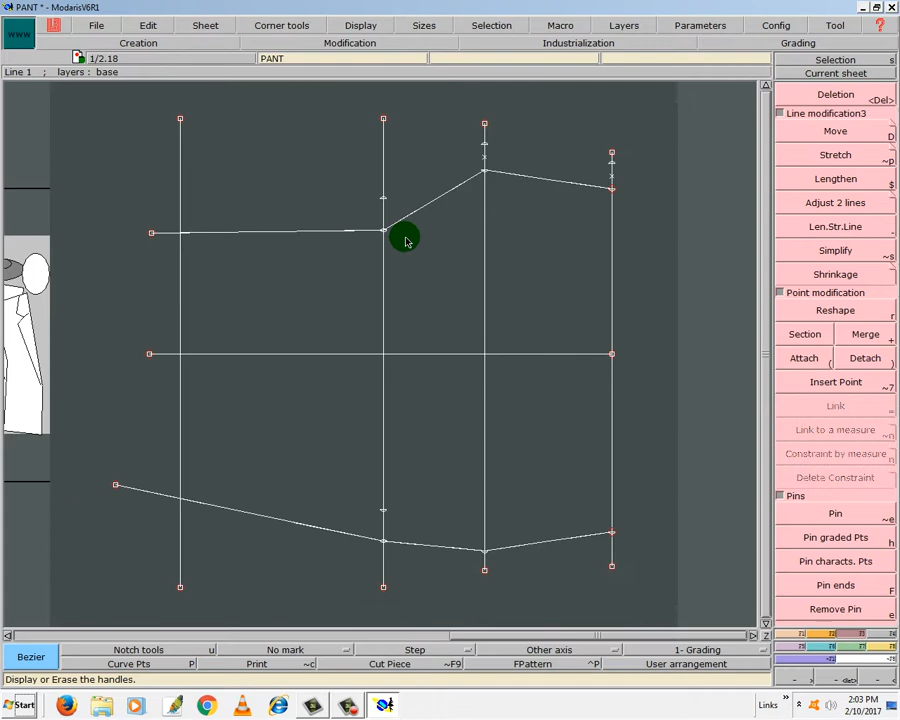 PANT * - ModarisV6R1
www
File Edit Sheet Corner tools Display Sizes Selection Macro Layers Parameters Config Tool ?
Creation Modification Industrialization Grading
1/2.18 PANT
Line 1 ; layers : base
Selection s
Current sheet
Deletion <Del>
Line modification3
Move D
Stretch ~p
Lengthen $
Adjust 2 lines
Len.Str.Line -
Simplify ~s
Shrinkage
Point modification
Reshape r
Section Merge +
Attach ( Detach )
Insert Point ~7
Link =
Link to a measure ~n
Constraint by measure n
Delete Constraint
Pins
Pin ~e
Pin graded Pts h
Pin characts. Pts
Pin ends F
Remove Pin e
Z
Bezier
Notch tools u No mark Step Other axis 1- Grading
Curve Pts P Print ~c Cut Piece ~F9 FPattern ^P User arrangement
Display or Erase the handles.
Start
Links »
2:03 PM
2/10/2017